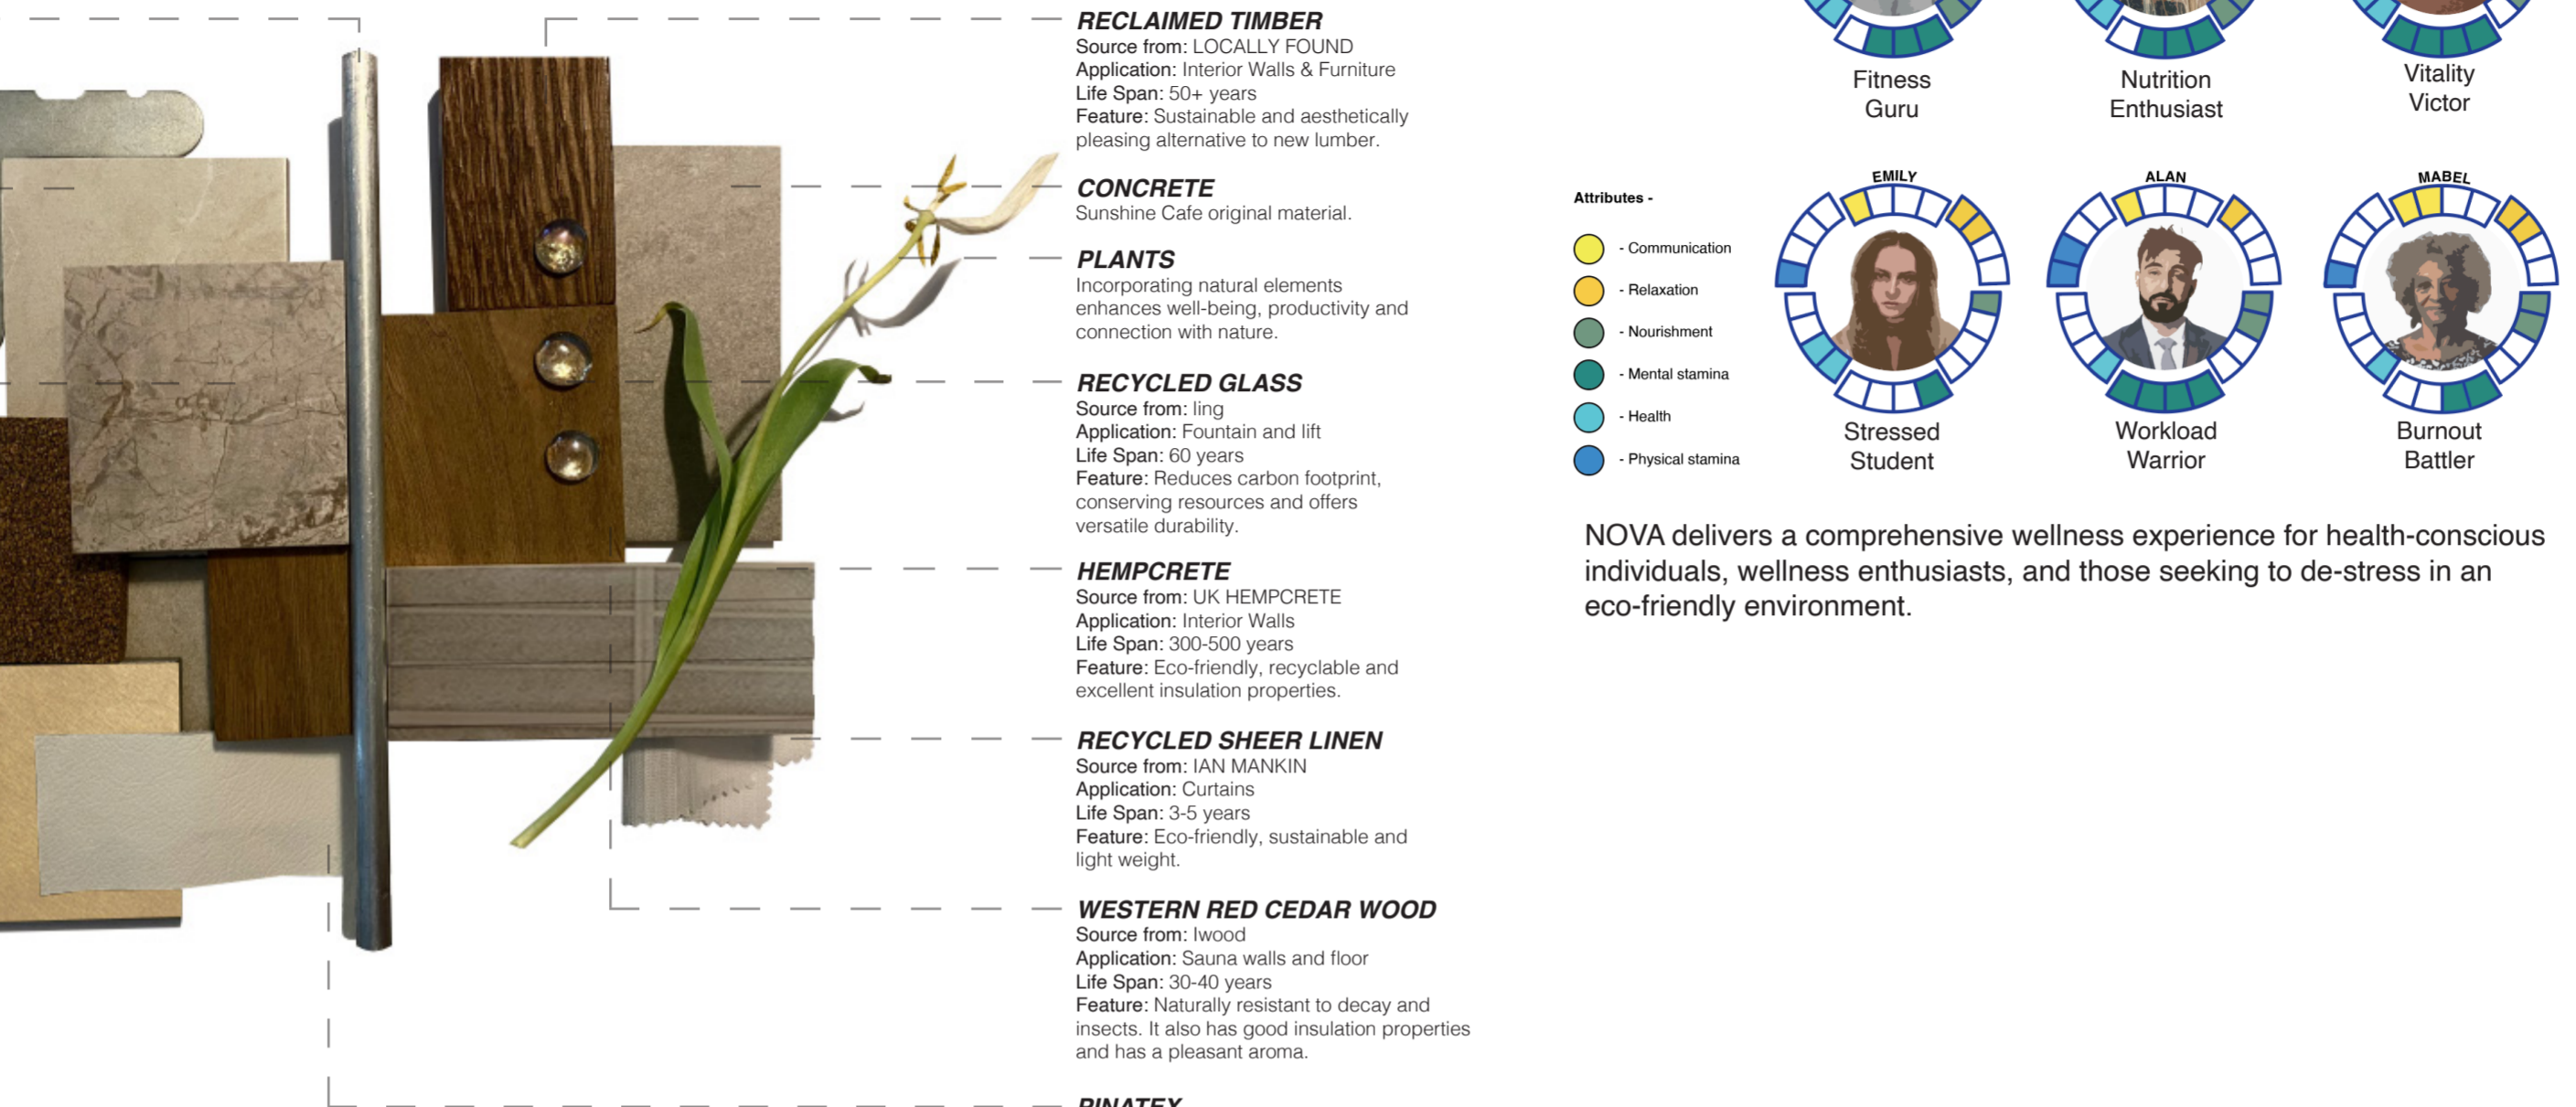 RECLAIMED TIMBER
Source from: LOCALLY FOUND
Application: Interior Walls & Furniture
Life Span: 50+ years
Feature: Sustainable and aesthetically
pleasing alternative to new lumber.
CONCRETE
Sunshine Cafe original material.
PLANTS
Incorporating natural elements
enhances well-being, productivity and
connection with nature.
RECYCLED GLASS
Source from: ling
Application: Fountain and lift
Life Span: 60 years
Feature: Reduces carbon footprint,
conserving resources and offers
versatile durability.
HEMPCRETE
Source from: UK HEMPCRETE
Application: Interior Walls
Life Span: 300-500 years
Feature: Eco-friendly, recyclable and
excellent insulation properties.
RECYCLED SHEER LINEN
Source from: IAN MANKIN
Application: Curtains
Life Span: 3-5 years
Feature: Eco-friendly, sustainable and
light weight.
WESTERN RED CEDAR WOOD
Source from: Iwood
Application: Sauna walls and floor
Life Span: 30-40 years
Feature: Naturally resistant to decay and
insects. It also has good insulation properties
and has a pleasant aroma.
PINATEX
Fitness
Guru
Nutrition
Enthusiast
Vitality
Victor
Attributes -
- Communication
- Relaxation
- Nourishment
- Mental stamina
- Health
- Physical stamina
EMILY
Stressed
Student
ALAN
Workload
Warrior
MABEL
Burnout
Battler
NOVA delivers a comprehensive wellness experience for health-conscious
individuals, wellness enthusiasts, and those seeking to de-stress in an
eco-friendly environment.